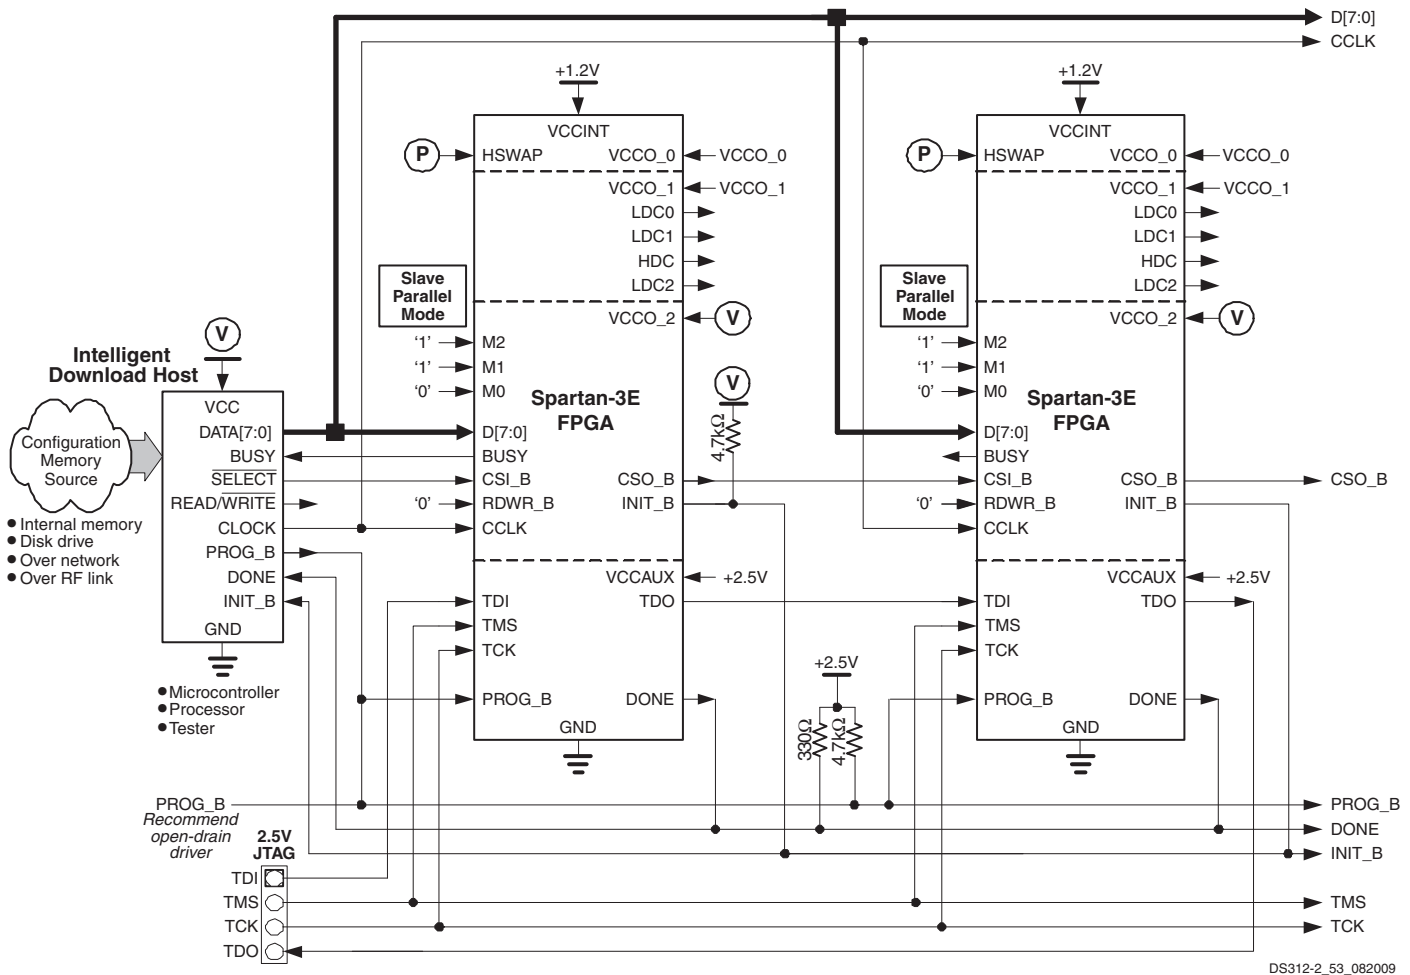 D[7:0]
CCLK
+1.2V
+1.2V
VCCINT
VCCINT
P
HSWAP
VCCO_0
VCCO_0
P
HSWAP
VCCO_0
VCCO_0
VCCO_1
VCCO_1
VCCO_1
VCCO_1
LDC0
LDC0
LDC1
LDC1
HDC
HDC
LDC2
LDC2
Slave
Parallel
Mode
Slave
Parallel
Mode
VCCO_2
V
VCCO_2
V
V
‘1’
M2
‘1’
M2
Intelligent
Download Host
‘1’
M1
‘1’
M1
V
‘0’
M0
‘0’
M0
Spartan-3E
FPGA
Spartan-3E
FPGA
4.7kΩ
VCC
Configuration
Memory
Source
DATA[7:0]
D[7:0]
D[7:0]
BUSY
BUSY
BUSY
SELECT
CSI_B
CSO_B
CSI_B
CSO_B
CSO_B
READ/WRITE
‘0’
RDWR_B
INIT_B
‘0’
RDWR_B
INIT_B
CLOCK
CCLK
CCLK
Internal memory
Disk drive
Over network
Over RF link
PROG_B
DONE
VCCAUX
+2.5V
VCCAUX
+2.5V
INIT_B
TDI
TDO
TDI
TDO
GND
TMS
TMS
TCK
TCK
+2.5V
Microcontroller
Processor
Tester
PROG_B
DONE
PROG_B
DONE
GND
GND
330Ω
4.7kΩ
PROG_B
PROG_B
Recommend
open-drain
driver
DONE
2.5V
JTAG
INIT_B
TDI
TMS
TMS
TCK
TCK
TDO
DS312-2_53_082009